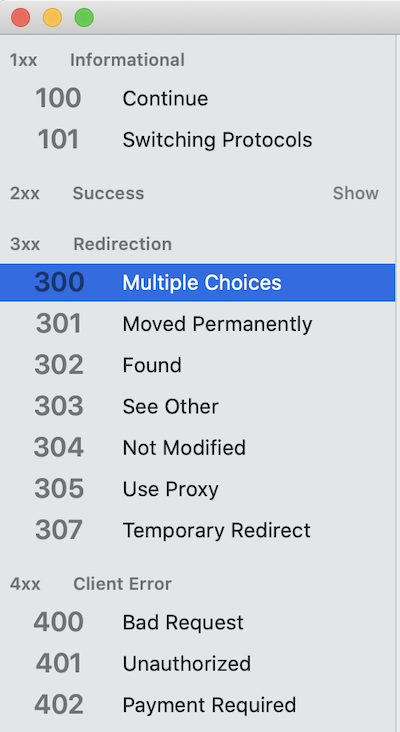 1xx Informational
100 Continue
101 Switching Protocols
2xx Success Show
3xx Redirection
300 Multiple Choices
301 Moved Permanently
302 Found
303 See Other
304 Not Modified
305 Use Proxy
307 Temporary Redirect
4xx Client Error
400 Bad Request
401 Unauthorized
402 Payment Required